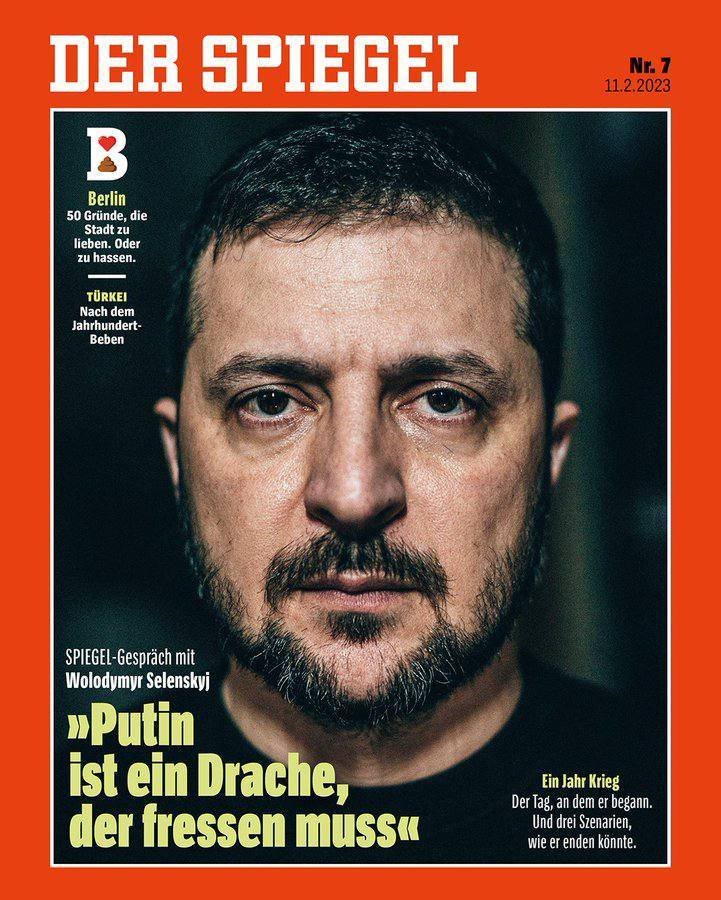 DER SPIEGEL
Nr. 7
11.2.2023
B
Berlin
50 Gründe, die
Stadt zu
lieben. Oder
zu hassen.
TÜRKEI
Nach dem
Jahrhundert-
Beben
SPIEGEL-Gespräch mit
Wolodymyr Selenskyj
»Putin
ist ein Drache,
der fressen muss«
Ein Jahr Krieg
Der Tag, an dem er begann.
Und drei Szenarien,
wie er enden könnte.